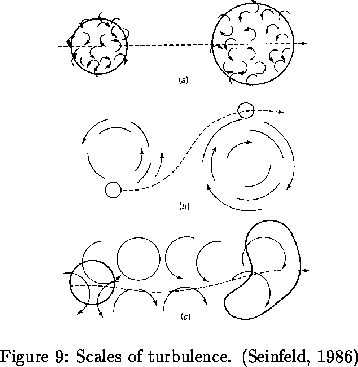 (a)
(b)
(c)
Figure 9: Scales of turbulence. (Seinfeld, 1986)